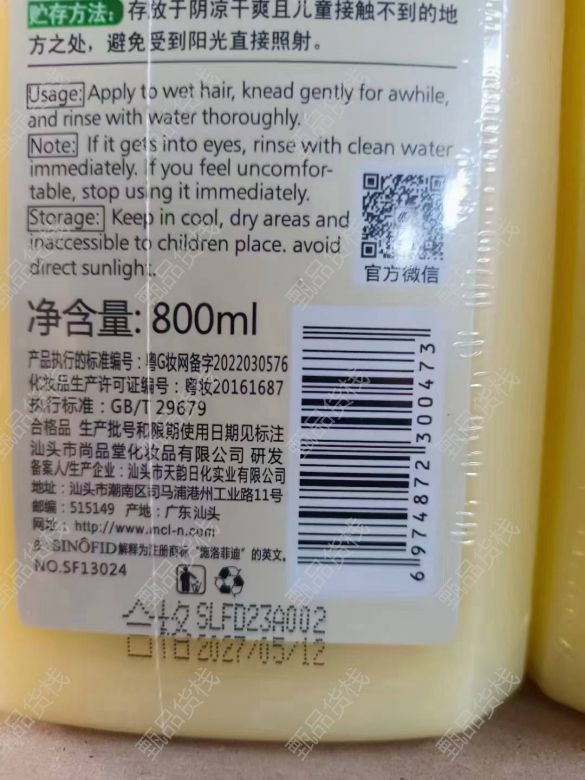 贮存方法: 存放于阴凉干爽且儿童接触不到的地
方之处，避免受到阳光直接照射。
Usage: Apply to wet hair, knead gently for awhile,
and rinse with water thoroughly.
Note: If it gets into eyes, rinse with clean water
immediately. If you feel uncomfor-
table, stop using it immediately.
Storage: Keep in cool, dry areas and
inaccessible to children place. avoid
direct sunlight.
官方微信
净含量: 800ml
产品执行的标准编号：粤G妆网备字2022030576
化妆品生产许可证编号：粤妆20161687
执行标准：GB/T 29679
合格品 生产批号和限期使用日期见标注
汕头市尚品堂化妆品有限公司 研发
备案人/生产企业：汕头市天韵日化实业有限公司
地址：汕头市潮南区司马浦港州工业路11号
邮编：515149 产地：广东汕头
网址：http://www.mcl-n.com
SINOFID解释为注册商标“施洛菲迪”的英文。
NO.SF13024
6 974872 300473
合格 SLFD23A002
2027/05/12
甄品货栈